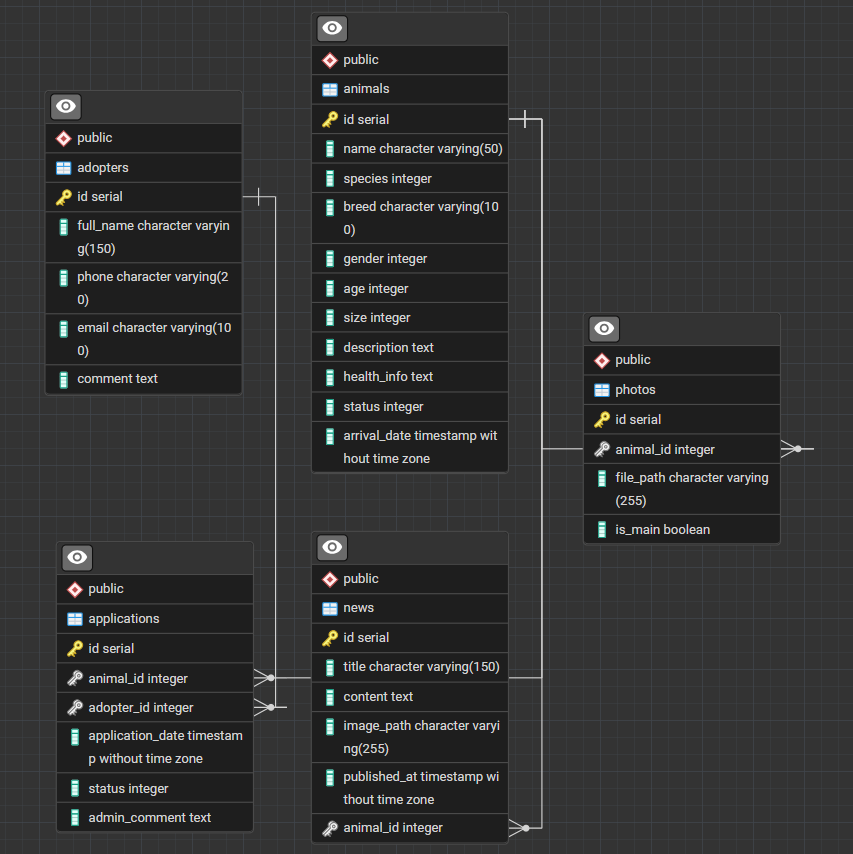 public
adopters
id serial
full_name character varyin
g(150)
phone character varying(2
0)
email character varying(10
0)
comment text
public
animals
id serial
name character varying(50)
species integer
breed character varying(10
0)
gender integer
age integer
size integer
description text
health_info text
status integer
arrival_date timestamp wit
hout time zone
public
photos
id serial
animal_id integer
file_path character varying
(255)
is_main boolean
public
applications
id serial
animal_id integer
adopter_id integer
application_date timestam
p without time zone
status integer
admin_comment text
public
news
id serial
title character varying(150)
content text
image_path character varyi
ng(255)
published_at timestamp wi
thout time zone
animal_id integer